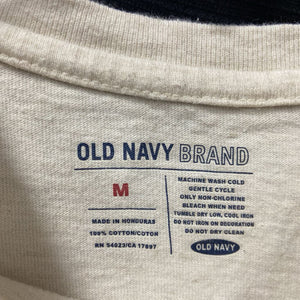 OLD NAVY BRAND
M
MADE IN HONDURAS
100% COTTON/COTON
RN 54023/CA 17897
MACHINE WASH COLD
GENTLE CYCLE
ONLY NON-CHLORINE
BLEACH WHEN NEED
TUMBLE DRY LOW, COOL IRON
DO NOT IRON ON DECORATION
DO NOT DRY CLEAN
OLD NAVY